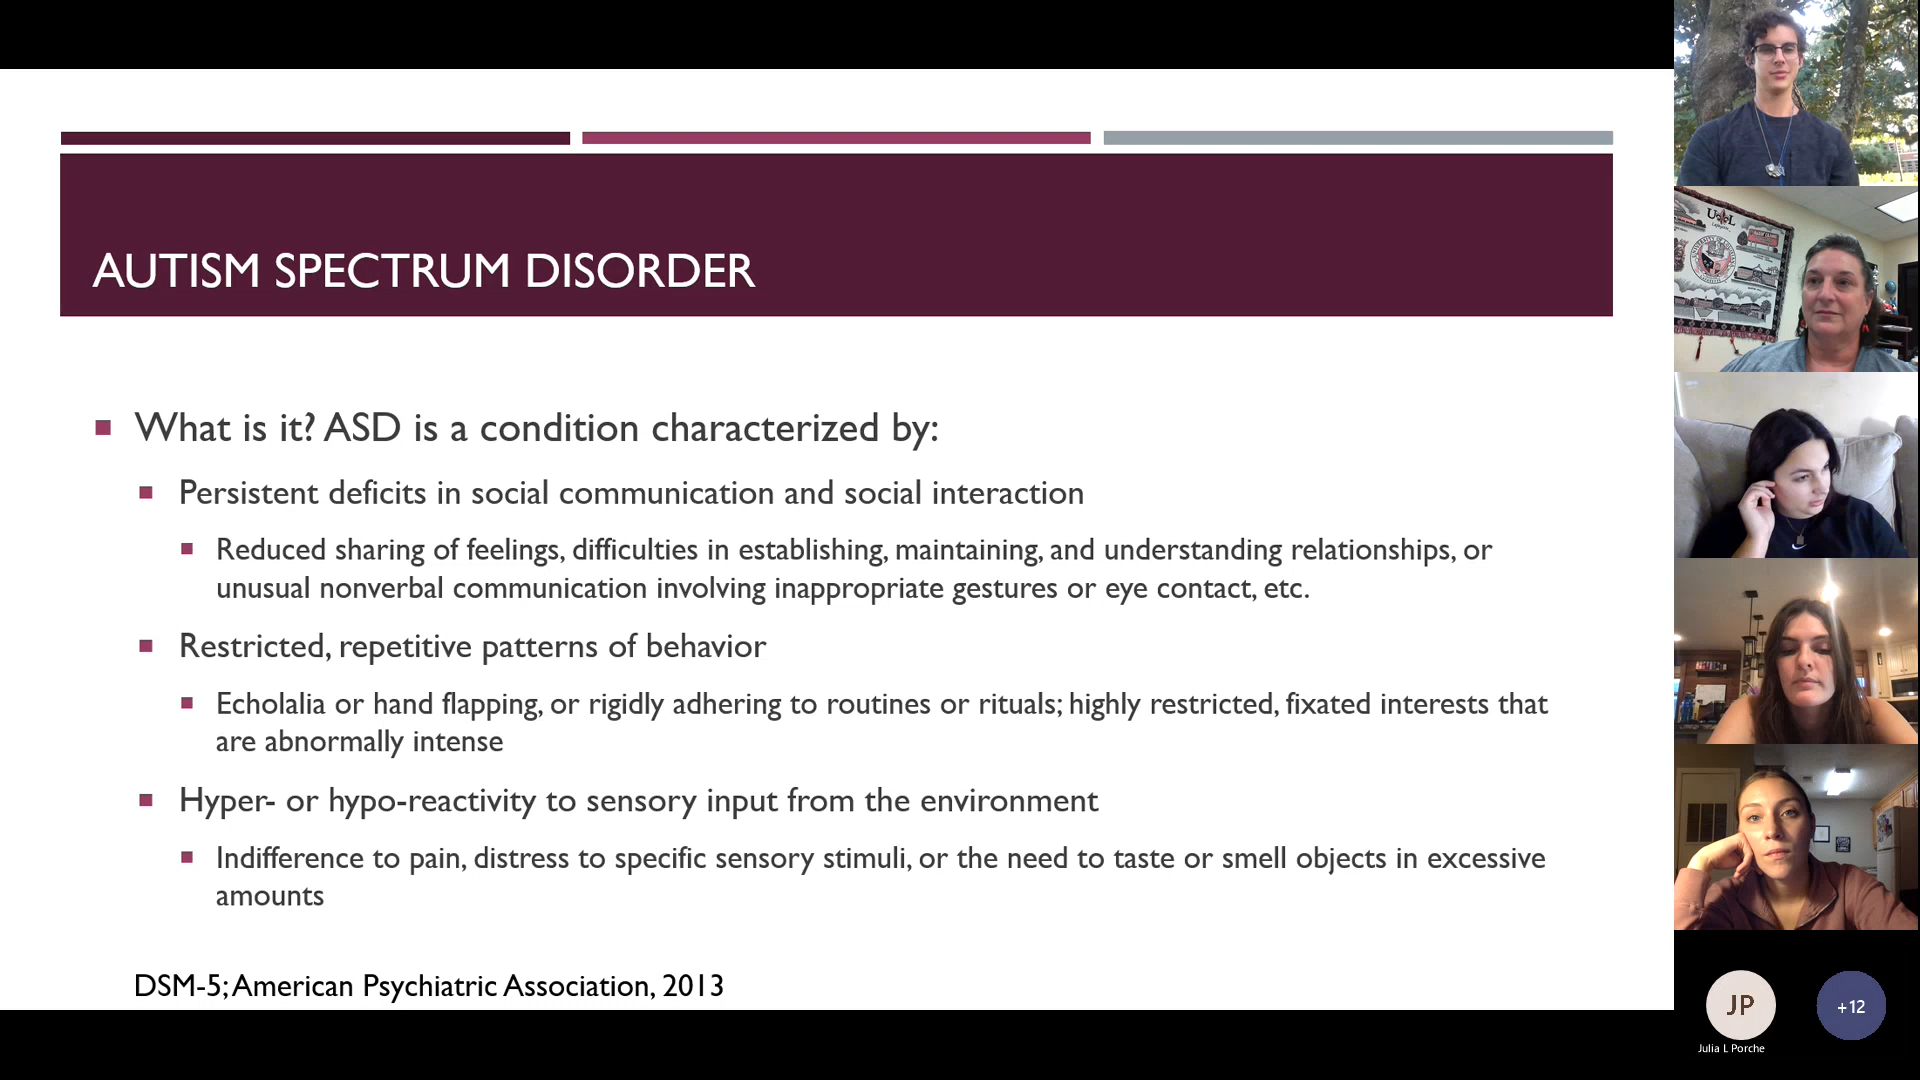 AUTISM SPECTRUM DISORDER
What is it? ASD is a condition characterized by:
Persistent deficits in social communication and social interaction
Reduced sharing of feelings, difficulties in establishing, maintaining, and understanding relationships, or
unusual nonverbal communication involving inappropriate gestures or eye contact, etc.
Restricted, repetitive patterns of behavior
Echolalia or hand flapping, or rigidly adhering to routines or rituals; highly restricted, fixated interests that
are abnormally intense
Hyper- or hypo-reactivity to sensory input from the environment
Indifference to pain, distress to specific sensory stimuli, or the need to taste or smell objects in excessive
amounts
DSM-5; American Psychiatric Association, 2013
UL
Lafayette
JP
+12
Julia L Porche